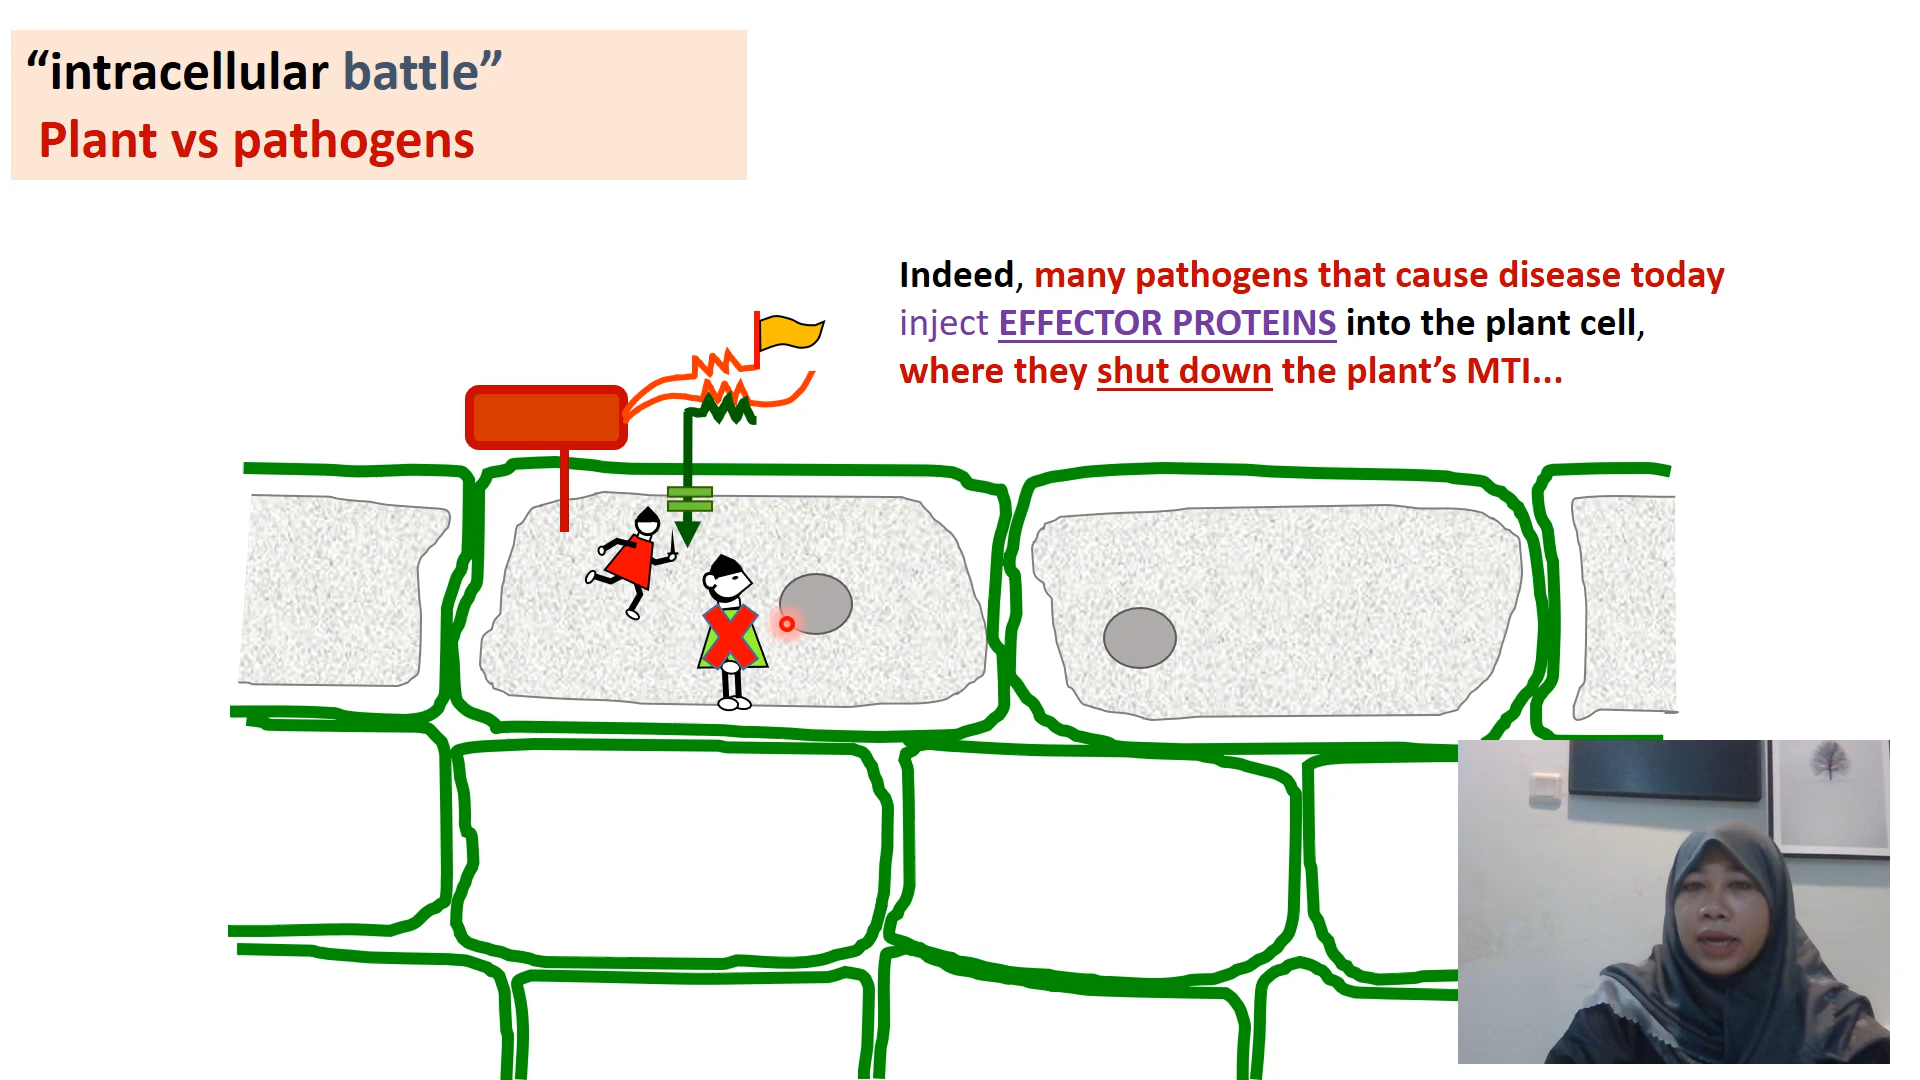 “intracellular battle”
Plant vs pathogens
Indeed, many pathogens that cause disease today
inject EFFECTOR PROTEINS into the plant cell,
where they shut down the plant’s MTI...